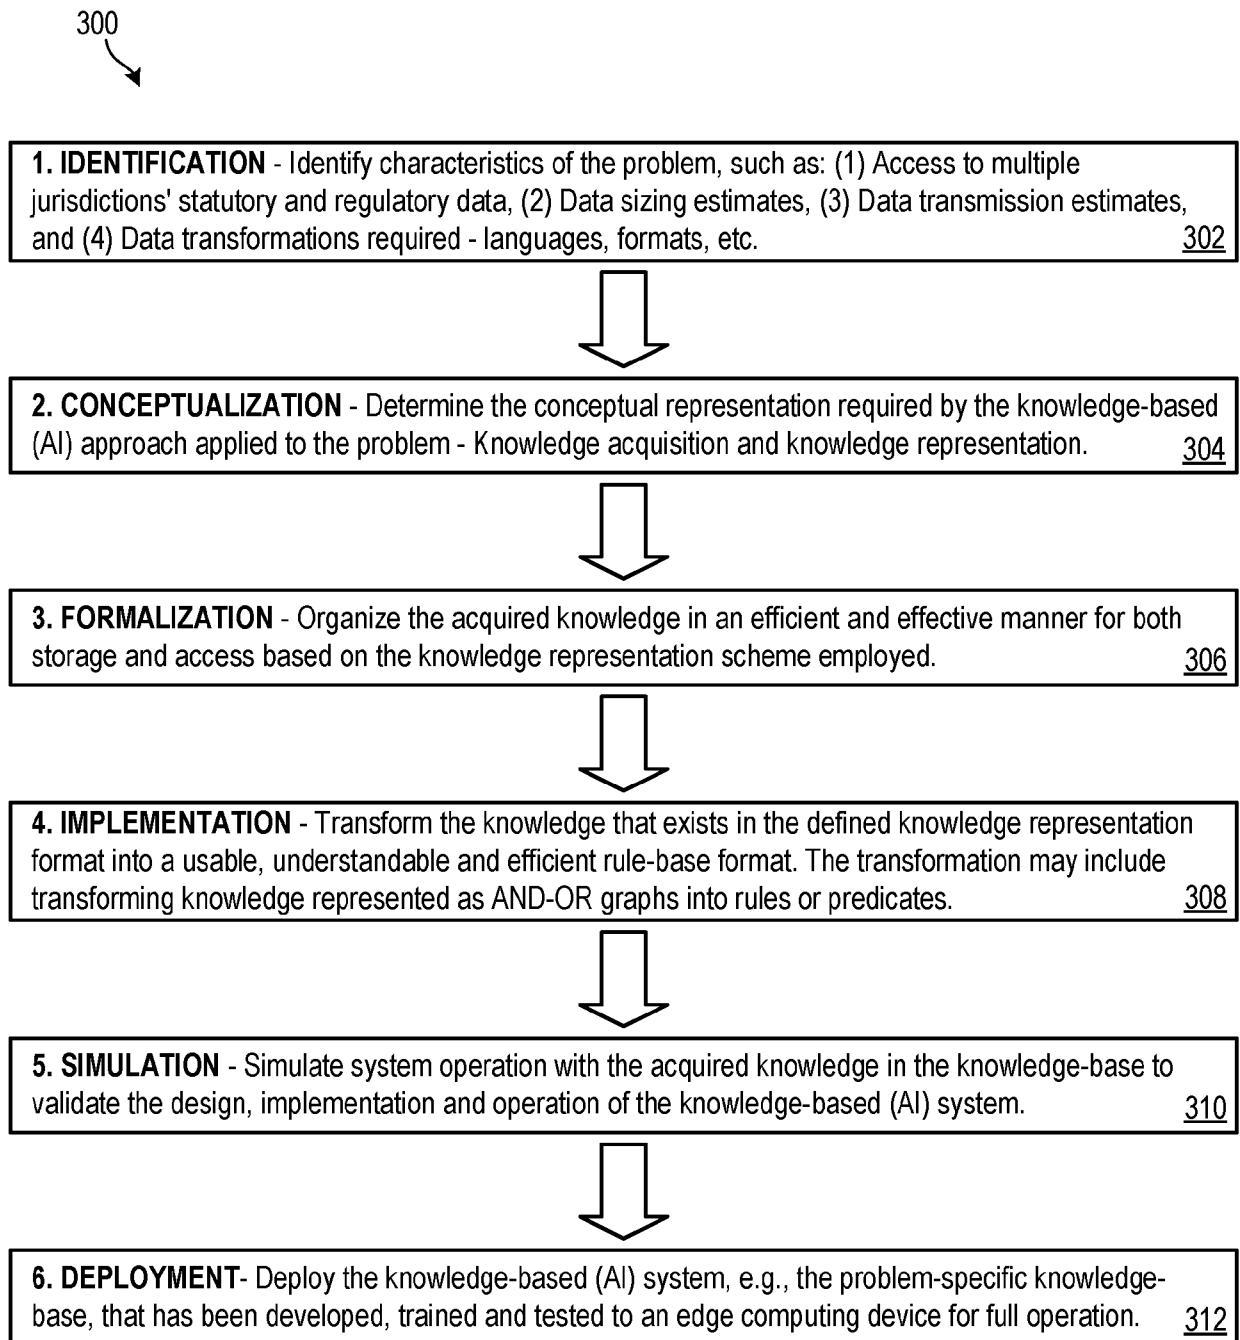 300
1. IDENTIFICATION - Identify characteristics of the problem, such as: (1) Access to multiple
jurisdictions' statutory and regulatory data, (2) Data sizing estimates, (3) Data transmission estimates,
and (4) Data transformations required - languages, formats, etc. 302
2. CONCEPTUALIZATION - Determine the conceptual representation required by the knowledge-based
(AI) approach applied to the problem - Knowledge acquisition and knowledge representation. 304
3. FORMALIZATION - Organize the acquired knowledge in an efficient and effective manner for both
storage and access based on the knowledge representation scheme employed. 306
4. IMPLEMENTATION - Transform the knowledge that exists in the defined knowledge representation
format into a usable, understandable and efficient rule-base format. The transformation may include
transforming knowledge represented as AND-OR graphs into rules or predicates. 308
5. SIMULATION - Simulate system operation with the acquired knowledge in the knowledge-base to
validate the design, implementation and operation of the knowledge-based (AI) system. 310
6. DEPLOYMENT- Deploy the knowledge-based (AI) system, e.g., the problem-specific knowledge-
base, that has been developed, trained and tested to an edge computing device for full operation. 312